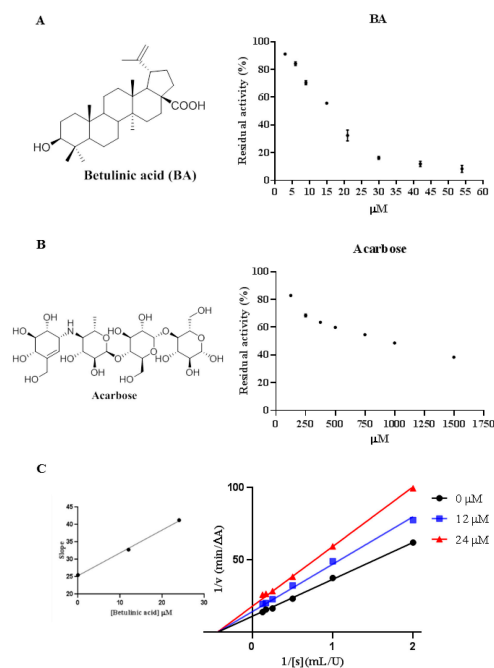 A
BA
COOH
HO
Betulinic acid (BA)
Residual activity (%)
100
80
60
40
20
0
0 5 10 15 20 25 30 35 40 45 50 55 60
μM
B
Acarbose
OH
HO
N
H
O
Acarbose
Residual activity (%)
100
80
60
40
20
0
0 250 500 750 1000 1250 1500 1750
μM
C
Slope
45
40
35
30
25
20
0 10 20 30
[Betulinic acid] μM
1/v (min/ΔA)
100
50
0 1 2
1/[s] (mL/U)
0 μM
12 μM
24 μM